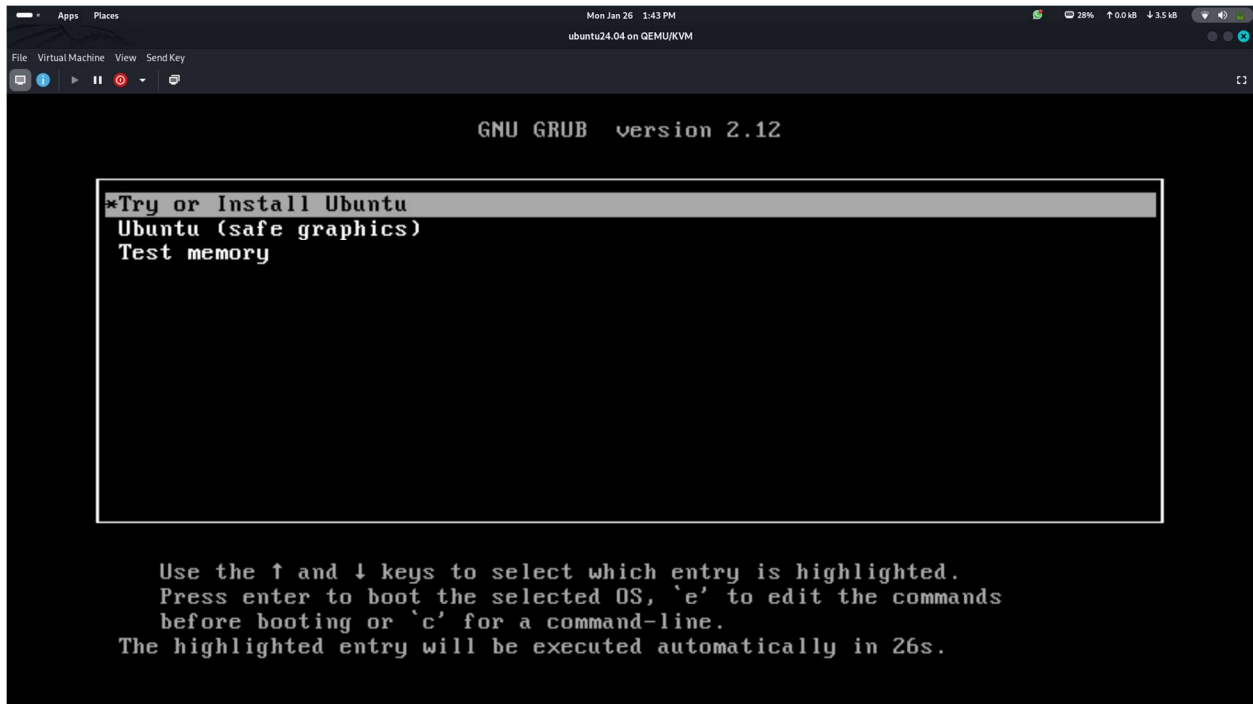 Apps Places Mon Jan 26 1:43 PM 28% ↑ 0.0 kB ↓ 3.5 kB
ubuntu24.04 on QEMU/KVM
File Virtual Machine View Send Key
GNU GRUB version 2.12
*Try or Install Ubuntu
Ubuntu (safe graphics)
Test memory
Use the ↑ and ↓ keys to select which entry is highlighted.
Press enter to boot the selected OS, `e' to edit the commands
before booting or `c' for a command-line.
The highlighted entry will be executed automatically in 26s.